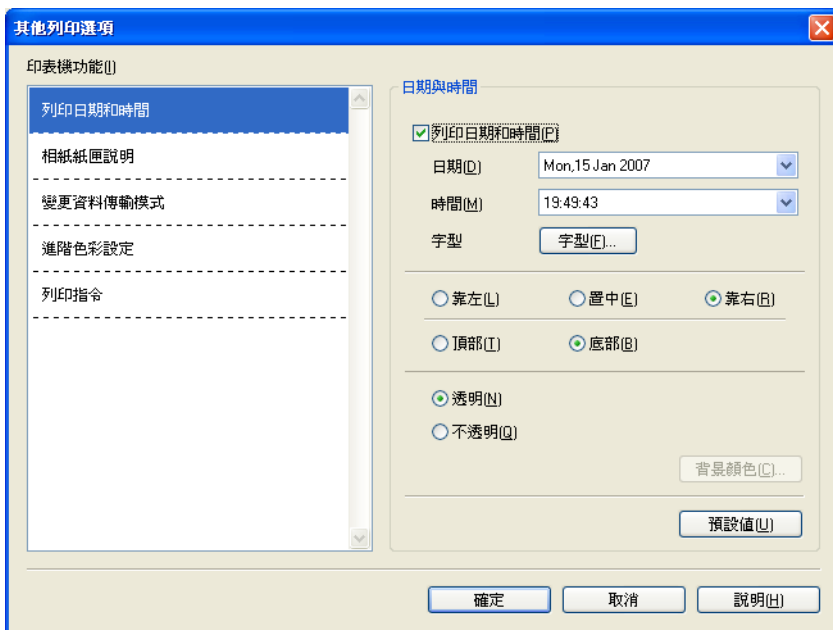 其他列印選項
印表機功能(I)
列印日期和時間
相紙紙匣說明
變更資料傳輸模式
進階色彩設定
列印指令
日期與時間
列印日期和時間(P)
日期(D) Mon,15 Jan 2007
時間(M) 19:49:43
字型 字型(F)...
靠左(L) 置中(E) 靠右(R)
頂部(T) 底部(B)
透明(N)
不透明(Q)
背景顏色(C)...
預設值(U)
確定 取消 說明(H)